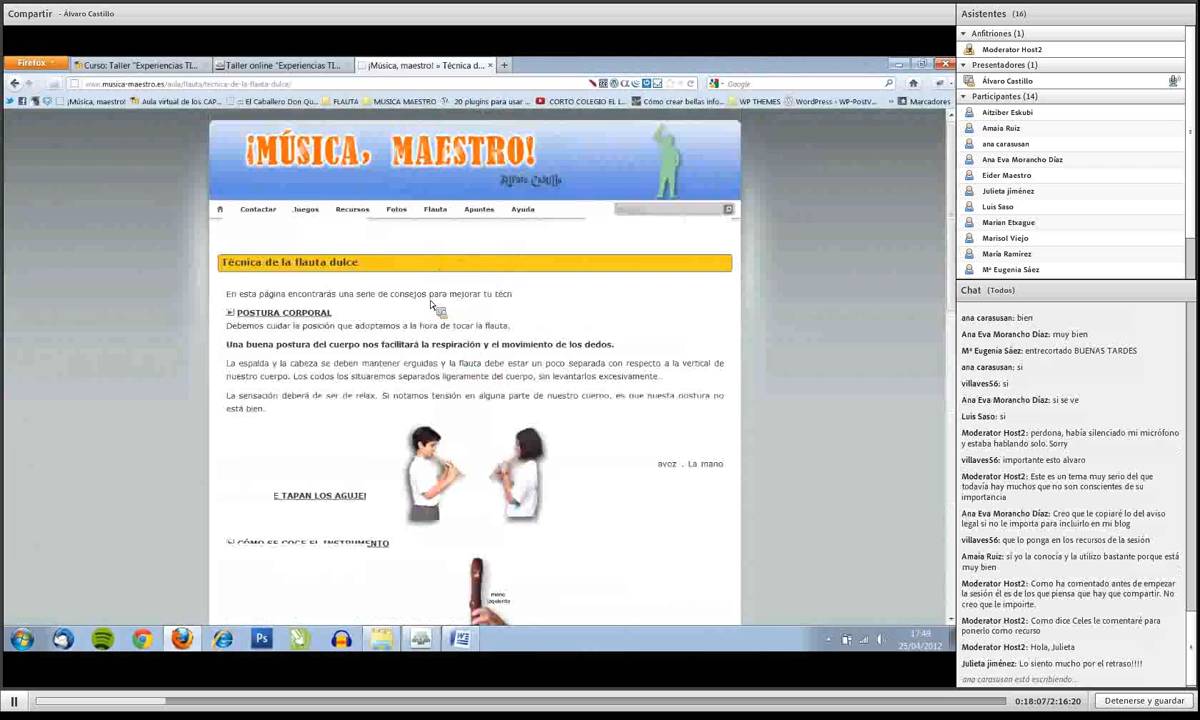 Compartir - Álvaro Castillo
Firefox
Curso: Taller "Experiencias TI...
Taller online "Experiencias TI...
¡Música, maestro! » Técnica d...
www.musica-maestro.es/aula/flauta/tecnica-de-la-flauta-dulce/
Google
¡Música, maestro!
Aula virtual de los CAP...
::: El Caballero Don Qu...
FLAUTA
MUSICA MAESTRO
20 plugins para usar ...
CORTO COLEGIO EL L...
Cómo crear bellas info...
WP THEMES
WordPress › WP-PostV...
Marcadores
¡MÚSICA, MAESTRO!
Álvaro Castillo
Contactar
Juegos
Recursos
Fotos
Flauta
Apuntes
Ayuda
Técnica de la flauta dulce
En esta página encontrarás una serie de consejos para mejorar tu técn
POSTURA CORPORAL
Debemos cuidar la posición que adoptamos a la hora de tocar la flauta.
Una buena postura del cuerpo nos facilitará la respiración y el movimiento de los dedos.
La espalda y la cabeza se deben mantener erguidas y la flauta debe estar un poco separada con respecto a la vertical de
nuestro cuerpo. Los codos los situaremos separados ligeramente del cuerpo, sin levantarlos excesivamente.
La sensación deberá de ser de relax. Si notamos tensión en alguna parte de nuestro cuerpo, es que nuesta postura no
está bien.
avoz . La mano
E TAPAN LOS AGUJEI
CÓMO SE COGE EL INSTRUMENTO
mano
izquierda
Ps
17:49
25/04/2012
Asistentes (16)
Anfitriones (1)
Moderator Host2
Presentadores (1)
Álvaro Castillo
Participantes (14)
Aitziber Eskubi
Amaia Ruiz
ana carasusan
Ana Eva Morancho Díaz
Eider Maestro
Julieta jiménez
Luis Saso
Marian Etxague
Marisol Viejo
María Ramírez
Mª Eugenia Sáez
Chat (Todos)
ana carasusan: bien
Ana Eva Morancho Díaz: muy bien
Mª Eugenia Sáez: entrecortado BUENAS TARDES
ana carasusan: si
villaves56: si
Ana Eva Morancho Díaz: si se ve
Luis Saso: si
Moderator Host2: perdona, había silenciado mi micrófono
y estaba hablando solo. Sorry
villaves56: importante esto alvaro
Moderator Host2: Este es un tema muy serio del que
todavía hay muchos que no son conscientes de su
importancia
Ana Eva Morancho Díaz: Creo que le copiaré lo del aviso
legal si no le importa para incluirlo en mi blog
villaves56: que lo ponga en los recursos de la sesión
Amaia Ruiz: sí yo la conocía y la utilizo bastante porque está
muy bien
Moderator Host2: Como ha comentado antes de empezar
la sesión él es de los que piensa que hay que compartir. No
creo que le impoirte.
Moderator Host2: Como dice Celes le comentaré para
ponerlo como recurso
Moderator Host2: Hola, Julieta
Julieta jiménez: Lo siento mucho por el retraso!!!!
ana carasusan está escribiendo...
0:18:07/2:16:20
Detenerse y guardar